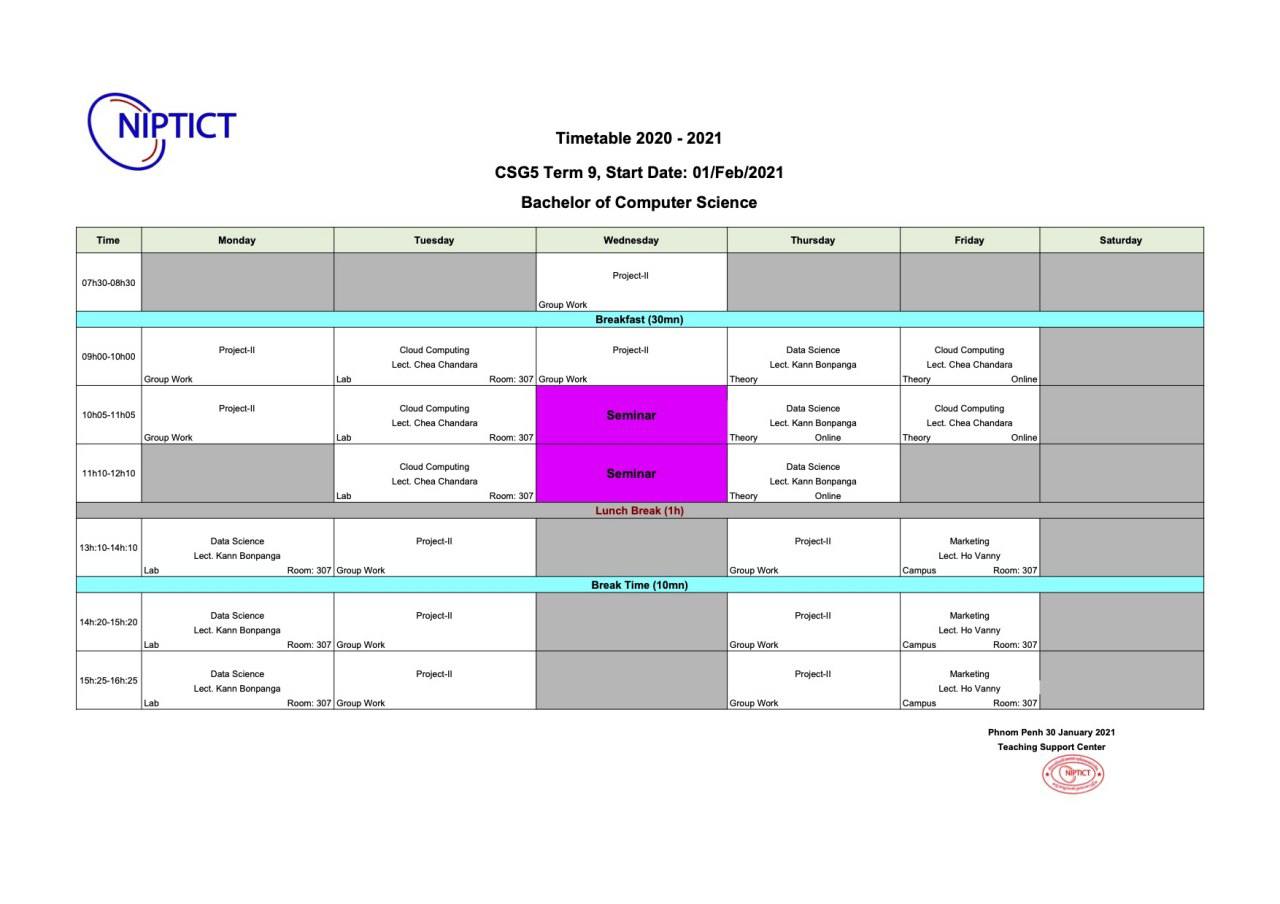 NIPTICT
Timetable 2020 - 2021
CSG5 Term 9, Start Date: 01/Feb/2021
Bachelor of Computer Science
Time Monday Tuesday Wednesday Thursday Friday Saturday
07h30-08h30
Project-II
Group Work
Breakfast (30mn)
09h00-10h00
Project-II Cloud Computing Project-II Data Science Cloud Computing
Lect. Chea Chandara Lect. Kann Bonpanga Lect. Chea Chandara
Group Work Lab Room: 307 Group Work Theory Theory Online
10h05-11h05
Project-II Cloud Computing Seminar Data Science Cloud Computing
Lect. Chea Chandara Lect. Kann Bonpanga Lect. Chea Chandara
Group Work Lab Room: 307 Theory Online Theory Online
11h10-12h10
Cloud Computing Seminar Data Science
Lect. Chea Chandara Lect. Kann Bonpanga
Lab Room: 307 Theory Online
Lunch Break (1h)
13h:10-14h:10
Data Science Project-II Project-II Marketing
Lect. Kann Bonpanga Lect. Ho Vanny
Lab Room: 307 Group Work Group Work Campus Room: 307
Break Time (10mn)
14h:20-15h:20
Data Science Project-II Project-II Marketing
Lect. Kann Bonpanga Lect. Ho Vanny
Lab Room: 307 Group Work Group Work Campus Room: 307
15h:25-16h:25
Data Science Project-II Project-II Marketing
Lect. Kann Bonpanga Lect. Ho Vanny
Lab Room: 307 Group Work Group Work Campus Room: 307
Phnom Penh 30 January 2021
Teaching Support Center
NIPTICT